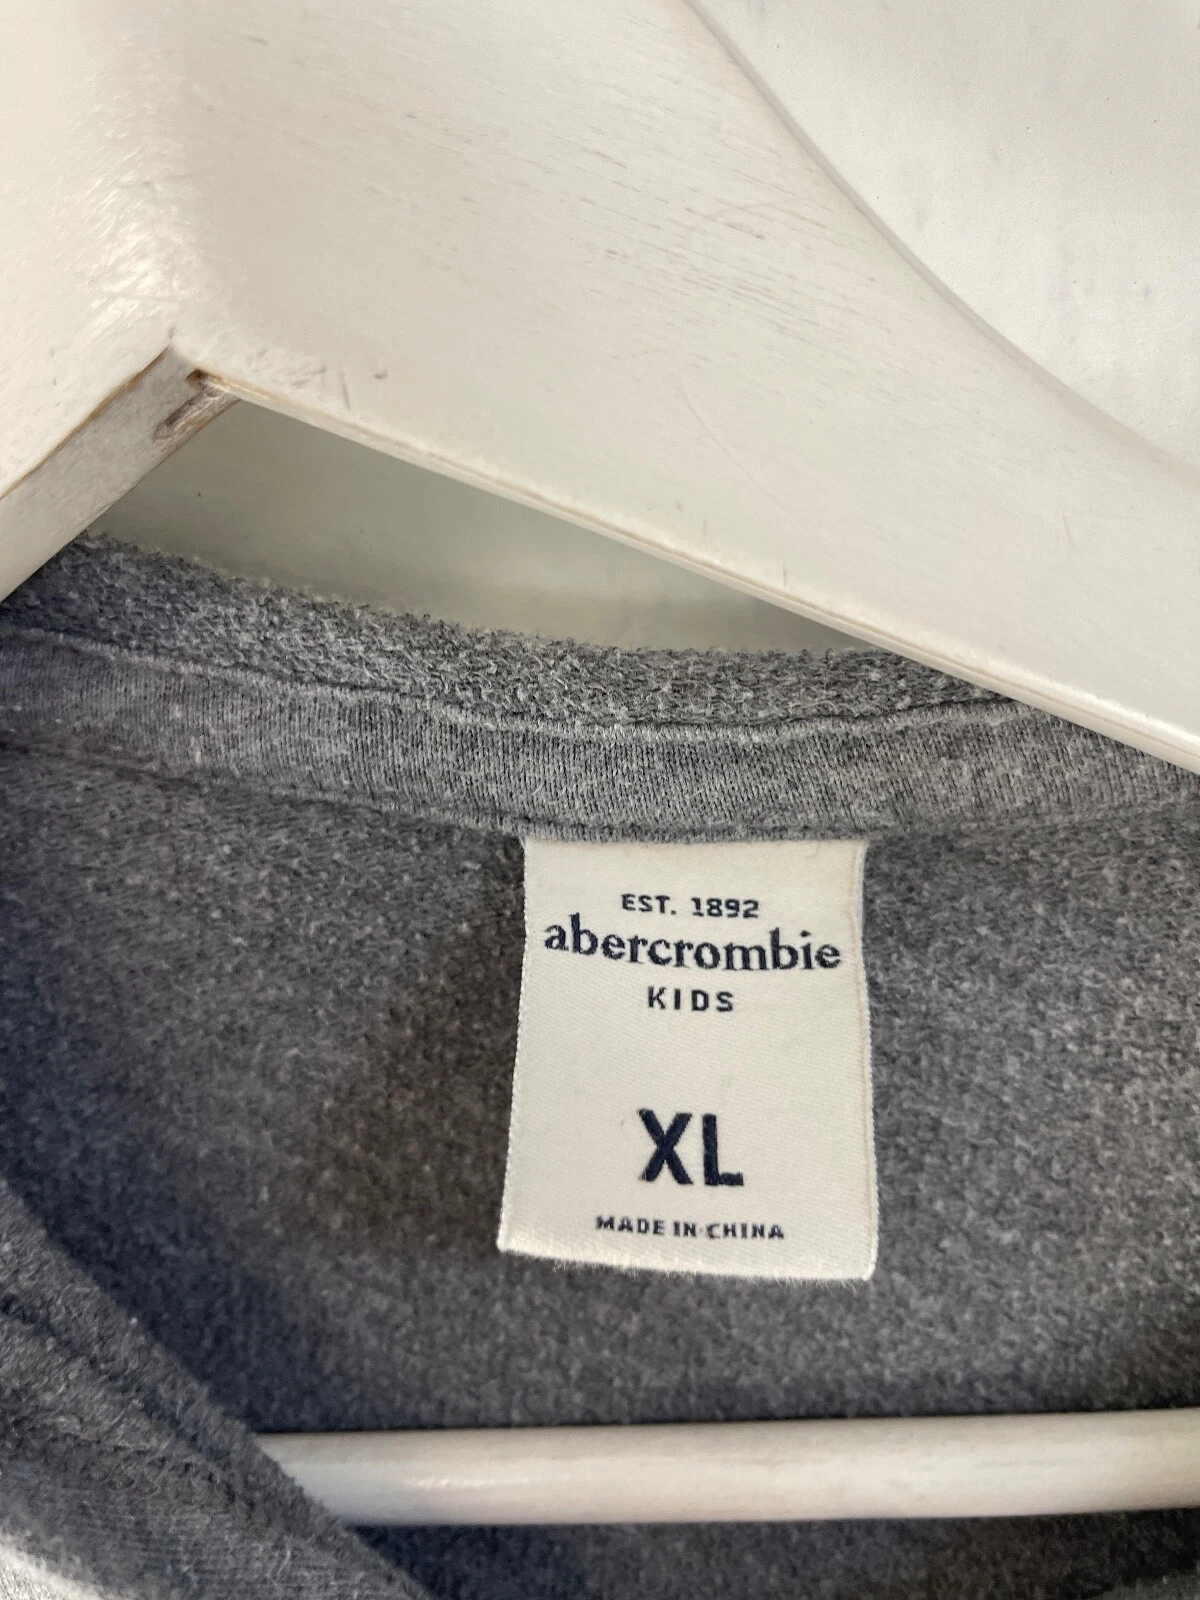 EST. 1892
abercrombie
KIDS
XL
MADE IN CHINA